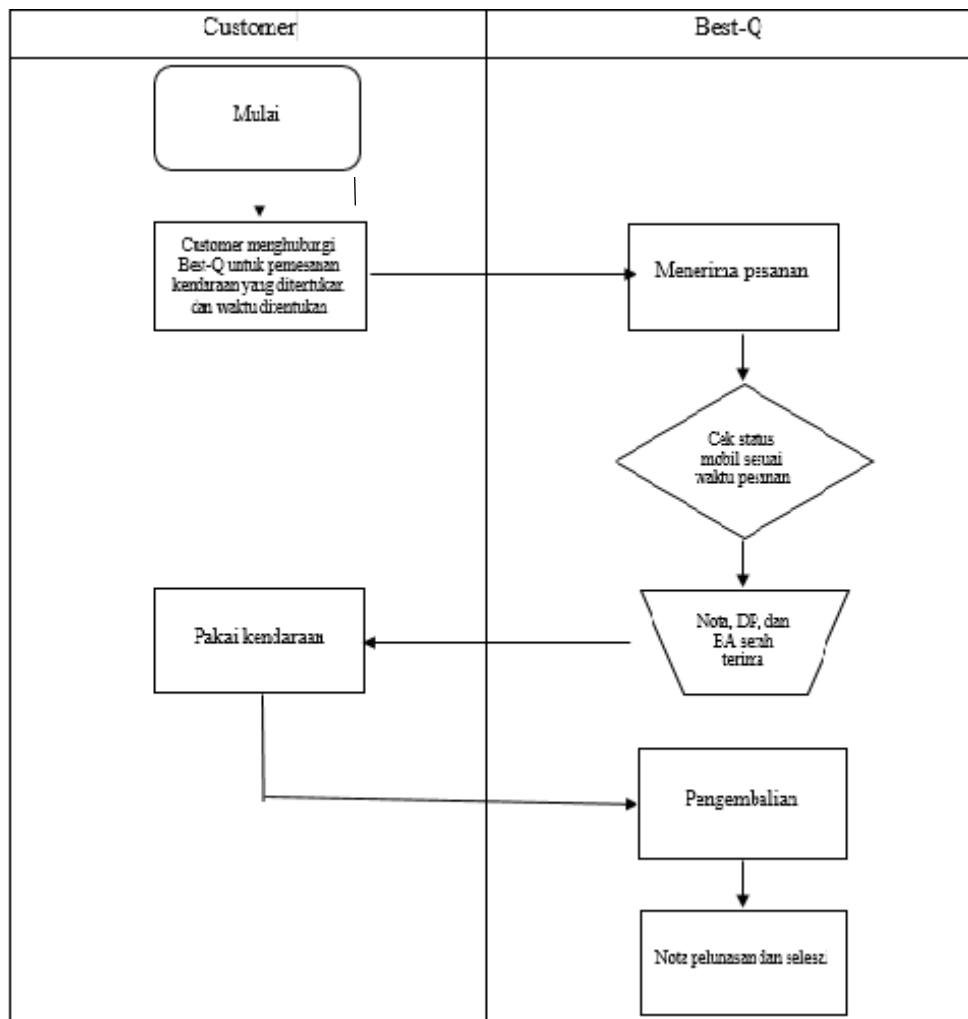 Customer
Best-Q
Mulai
Customer menghubungi
Best-Q untuk pemesanan
kendaraan yang ditentukan
dan waktu ditentukan
Menerima pesanan
Cek status
mobil sesuai
waktu pesanan
Nota, DP, dan
BA serah
terima
Pakai kendaraan
Pengembalian
Nota pelunasan dan selesai